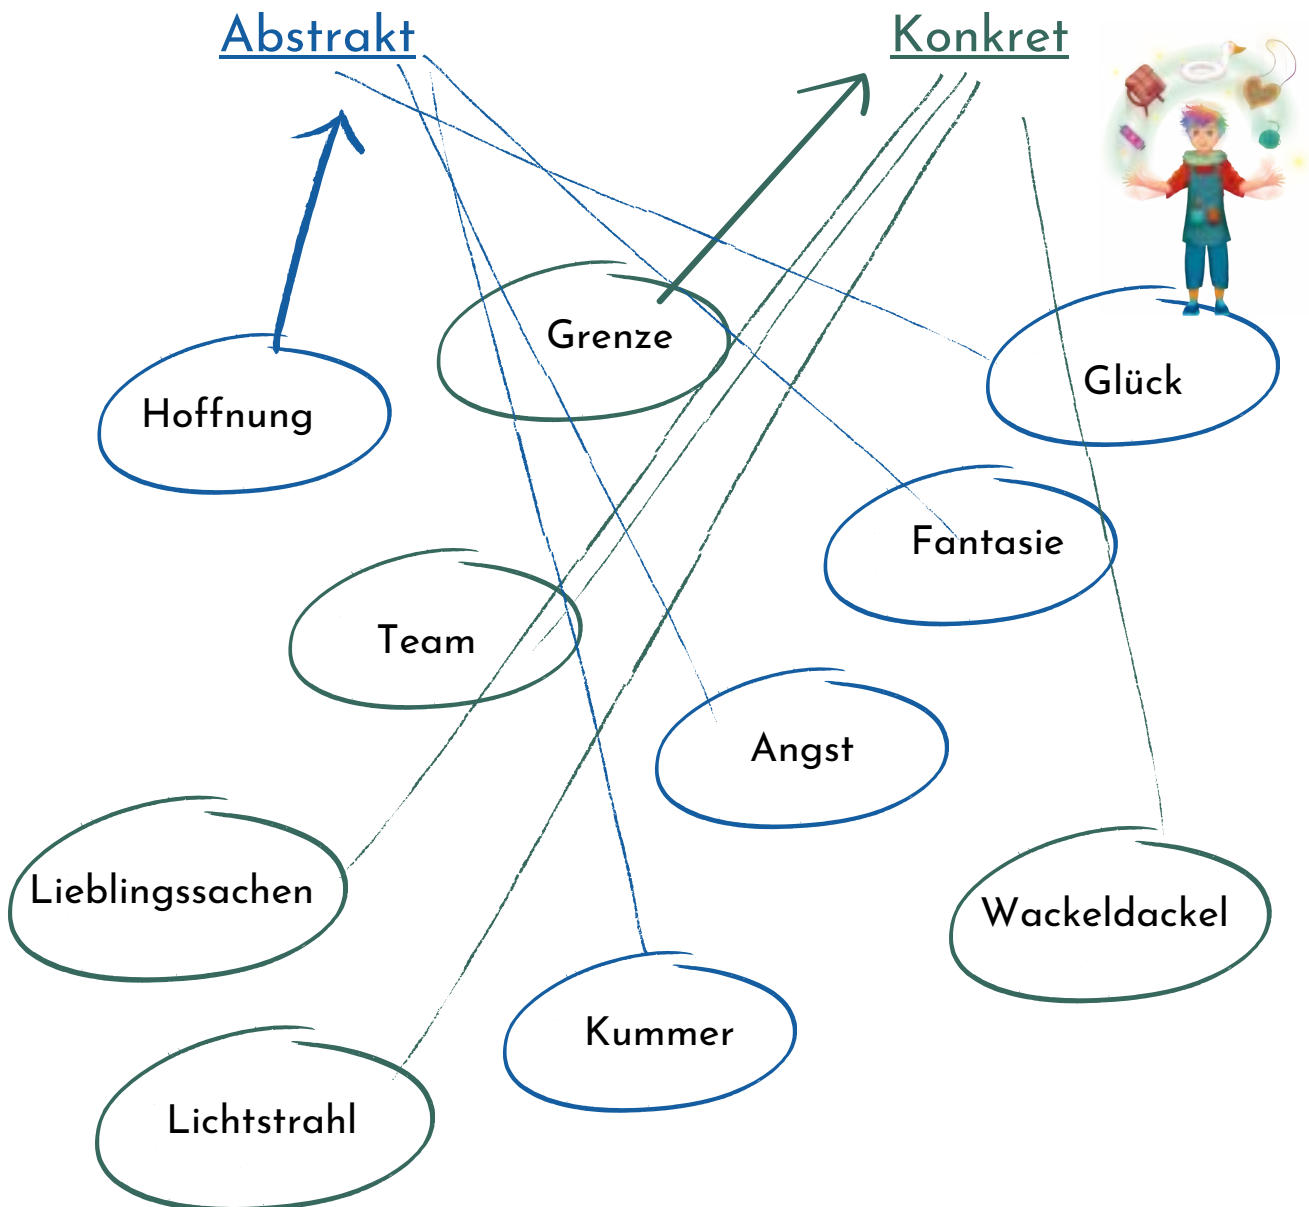 Abstrakt
Konkret
Grenze
Glück
Hoffnung
Fantasie
Team
Angst
Lieblingssachen
Wackeldackel
Kummer
Lichtstrahl